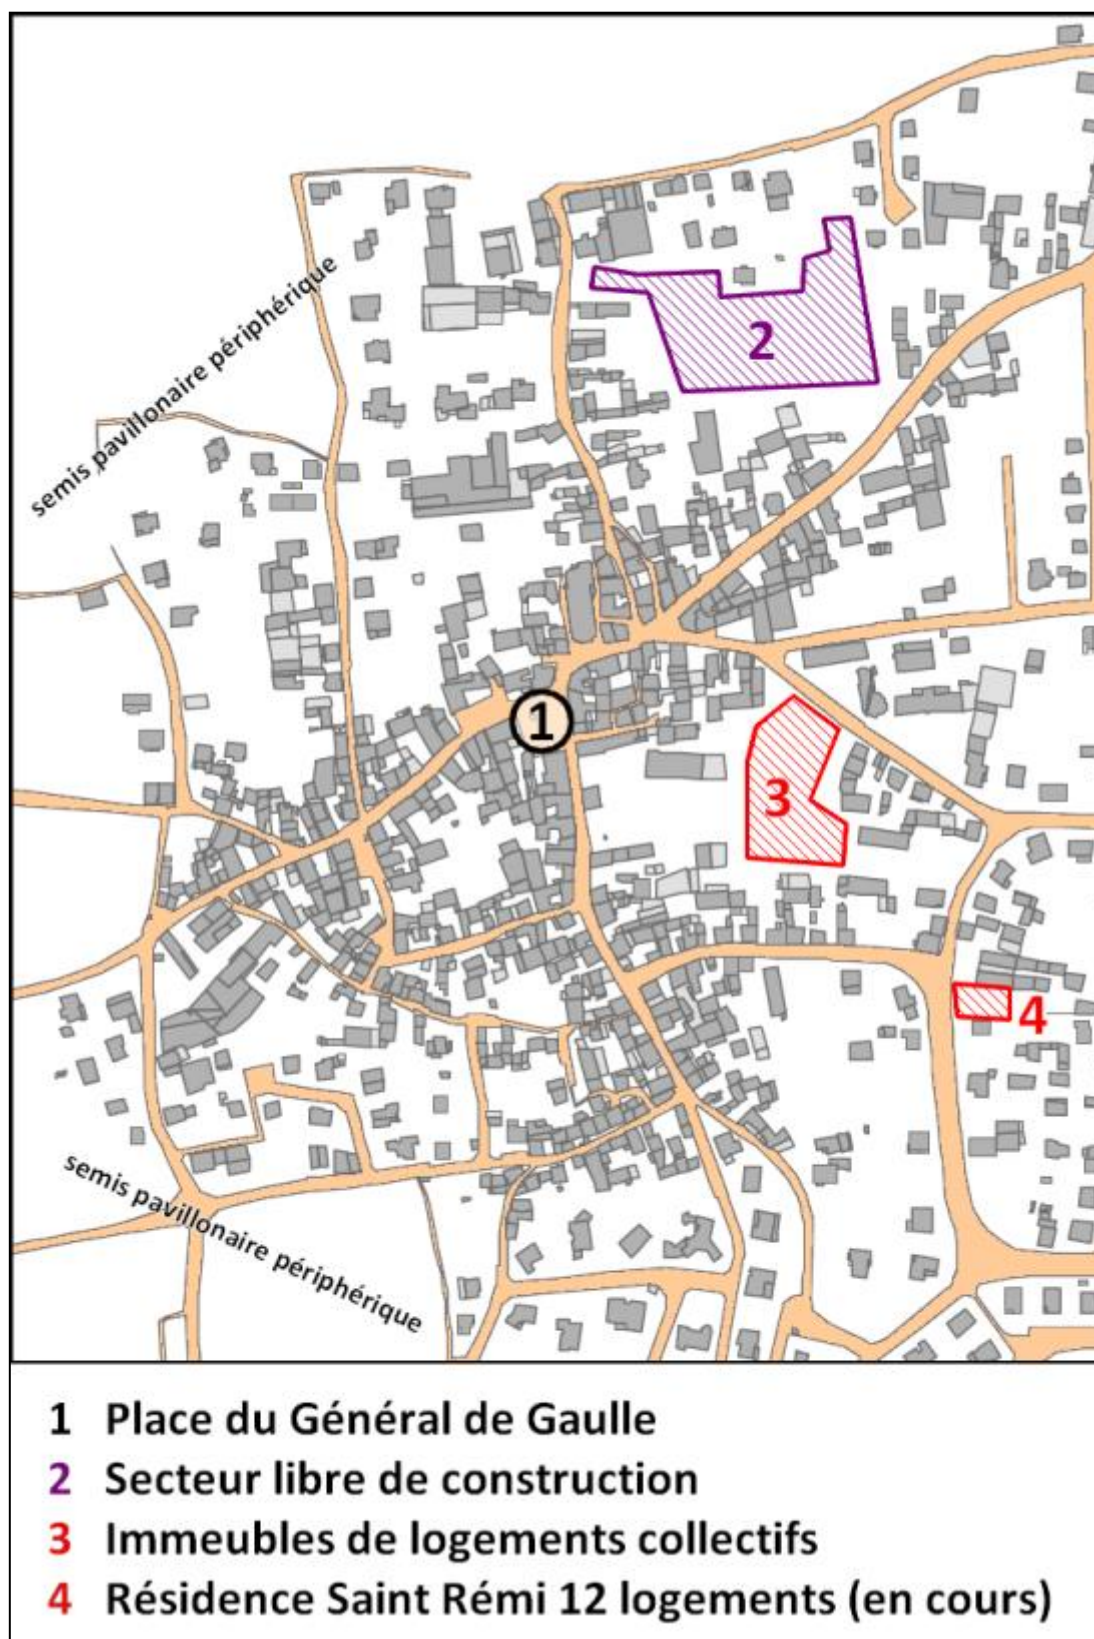 semis pavillonaire périphérique
2
1
3
4
semis pavillonaire périphérique
1 Place du Général de Gaulle
2 Secteur libre de construction
3 Immeubles de logements collectifs
4 Résidence Saint Rémi 12 logements (en cours)